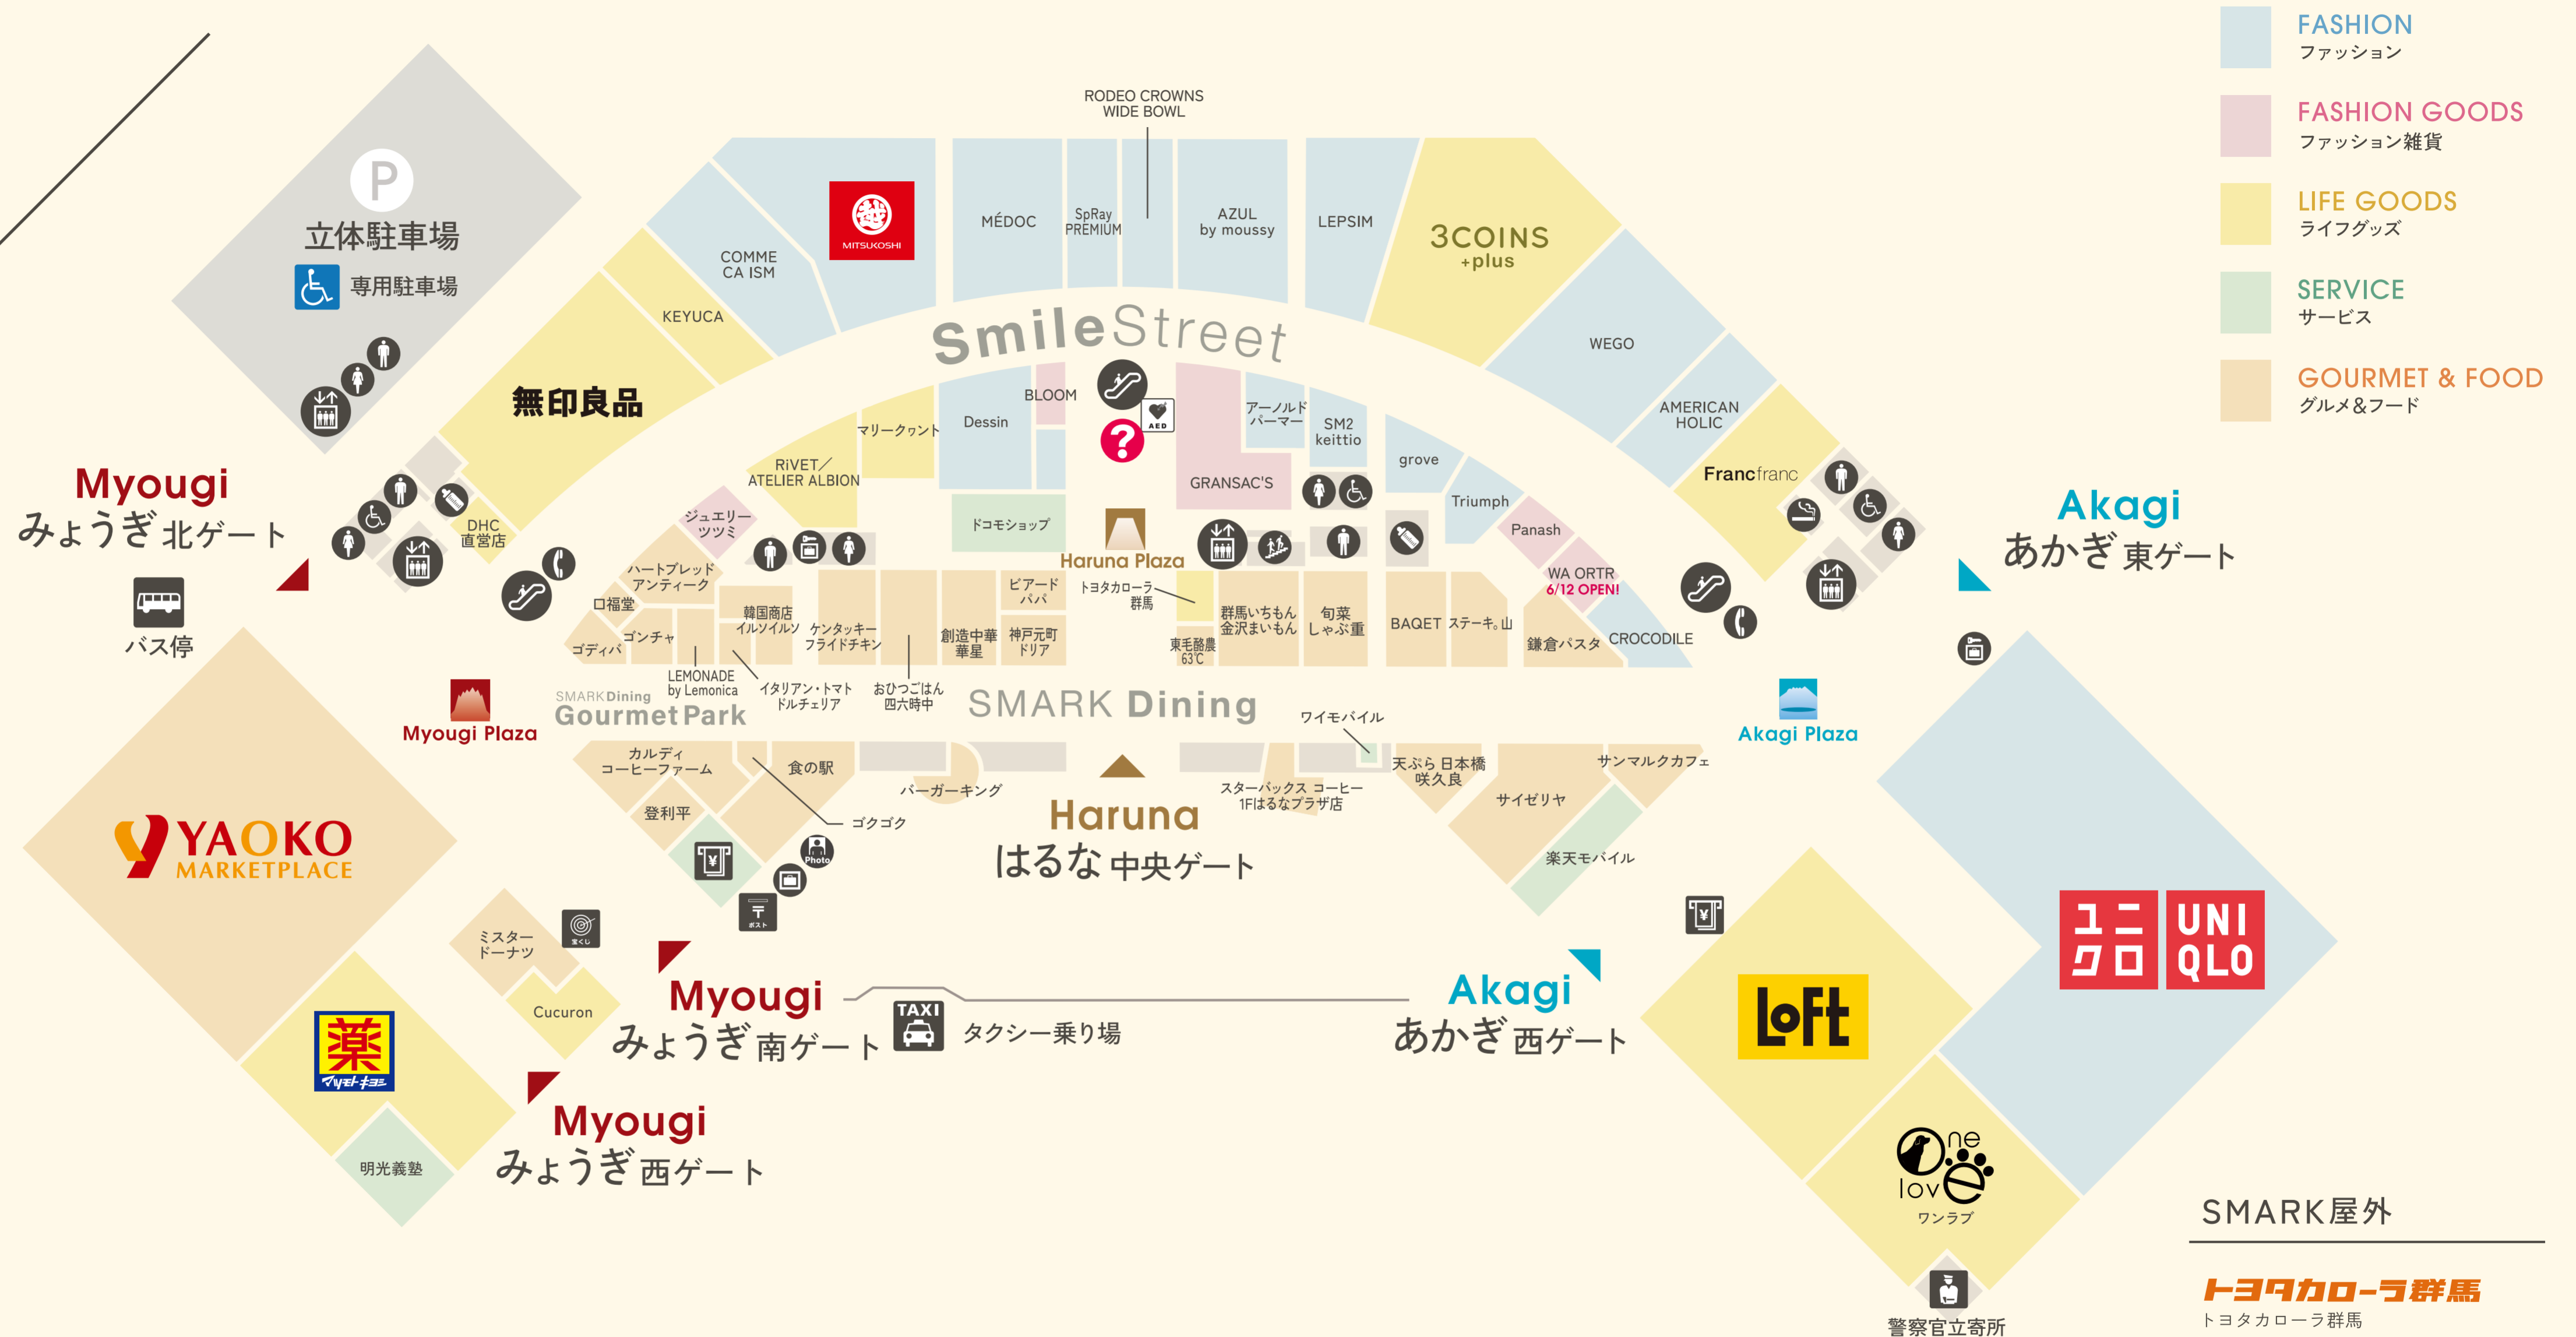 FASHION
ファッション
FASHION GOODS
ファッション雑貨
LIFE GOODS
ライフグッズ
SERVICE
サービス
GOURMET & FOOD
グルメ&フード
P
立体駐車場
専用駐車場
RODEO CROWNS
WIDE BOWL
越
MITSUKOSHI
MÉDOC
SpRay
PREMIUM
AZUL
by moussy
LEPSIM
3COINS
+plus
COMME
CA ISM
KEYUCA
無印良品
WEGO
AMERICAN
HOLIC
Francfranc
SmileStreet
BLOOM
Dessin
マリークヮント
RiVET／
ATELIER ALBION
ジュエリー
ツツミ
ドコモショップ
AED
?
GRANSAC'S
アーノルド
パーマー
SM2
keittio
grove
Triumph
Panash
WA ORTR
6/12 OPEN!
CROCODILE
Myougi
みょうぎ 北ゲート
バス停
DHC
直営店
Akagi
あかぎ 東ゲート
Haruna Plaza
ハートブレッド
アンティーク
口福堂
ゴディバ
ゴンチャ
LEMONADE
by Lemonica
韓国商店
イルソイルソ
イタリアン・トマト
ドルチェリア
ケンタッキー
フライドチキン
おひつごはん
四六時中
創造中華
華星
ビアード
パパ
神戸元町
ドリア
トヨタカローラ
群馬
東毛酪農
63℃
群馬いちもん
金沢まいもん
旬菜
しゃぶ重
BAQET
ステーキ。山
鎌倉パスタ
Myougi Plaza
SMARK Dining
Gourmet Park
SMARK Dining
Akagi Plaza
カルディ
コーヒーファーム
食の駅
登利平
ゴクゴク
バーガーキング
ワイモバイル
スターバックス コーヒー
1Fはるなプラザ店
天ぷら 日本橋
咲久良
サイゼリヤ
サンマルクカフェ
楽天モバイル
Haruna
はるな 中央ゲート
¥
Photo
〒
ポスト
YAOKO
MARKETPLACE
ミスター
ドーナツ
宝くじ
Cucuron
薬
マツモトキヨシ
明光義塾
Myougi
みょうぎ 南ゲート
TAXI
タクシー乗り場
Myougi
みょうぎ 西ゲート
Akagi
あかぎ 西ゲート
¥
LoFt
ユニ
クロ
UNI
QLO
One
love
ワンラブ
警察官立寄所
SMARK屋外
トヨタカローラ群馬
トヨタカローラ群馬